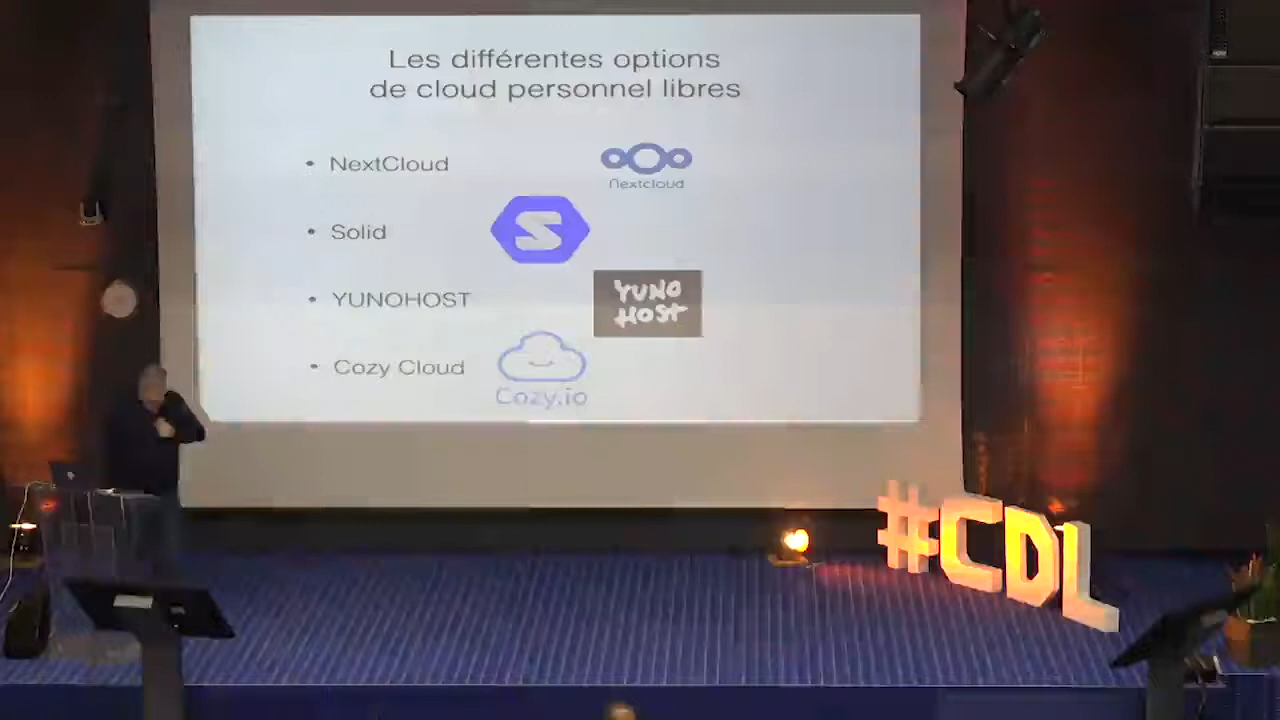 Les différentes options
de cloud personnel libres
• NextCloud
Nextcloud
• Solid
S
• YUNOHOST
YUNO
HOST
• Cozy Cloud
Cozy.io
#CDL